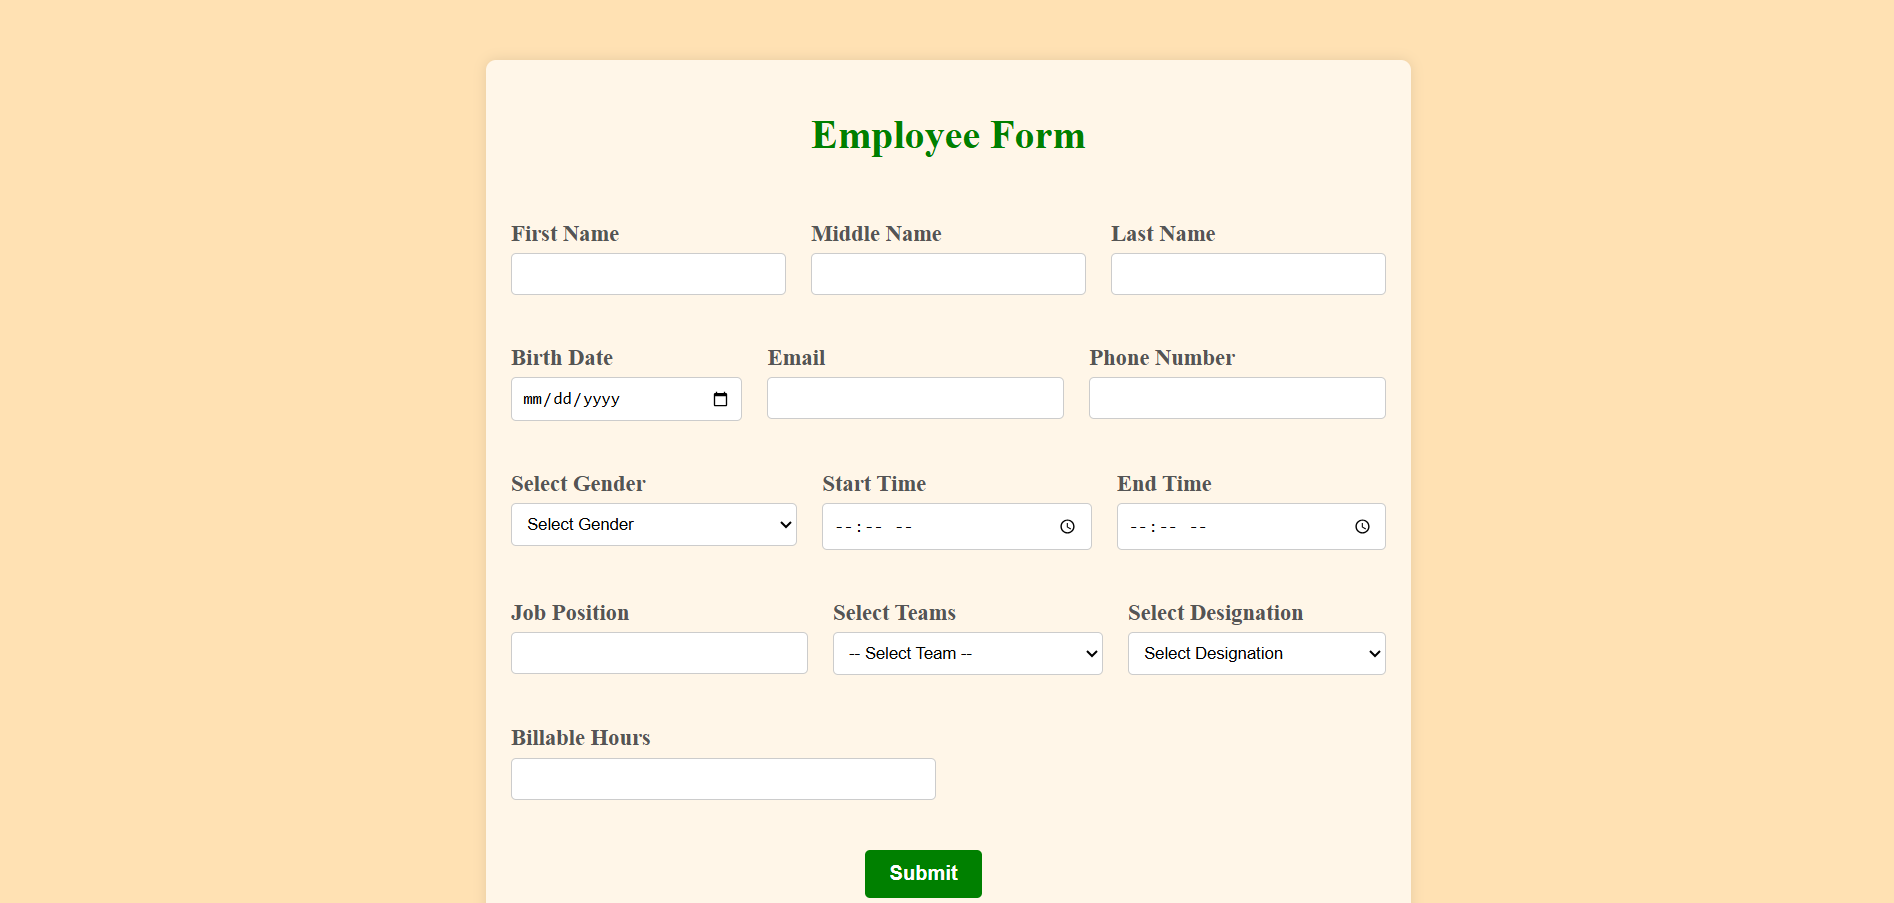 Employee Form
First Name Middle Name Last Name
Birth Date Email Phone Number
mm/dd/yyyy
Select Gender Start Time End Time
Select Gender --:-- -- --:-- --
Job Position Select Teams Select Designation
-- Select Team -- Select Designation
Billable Hours
Submit